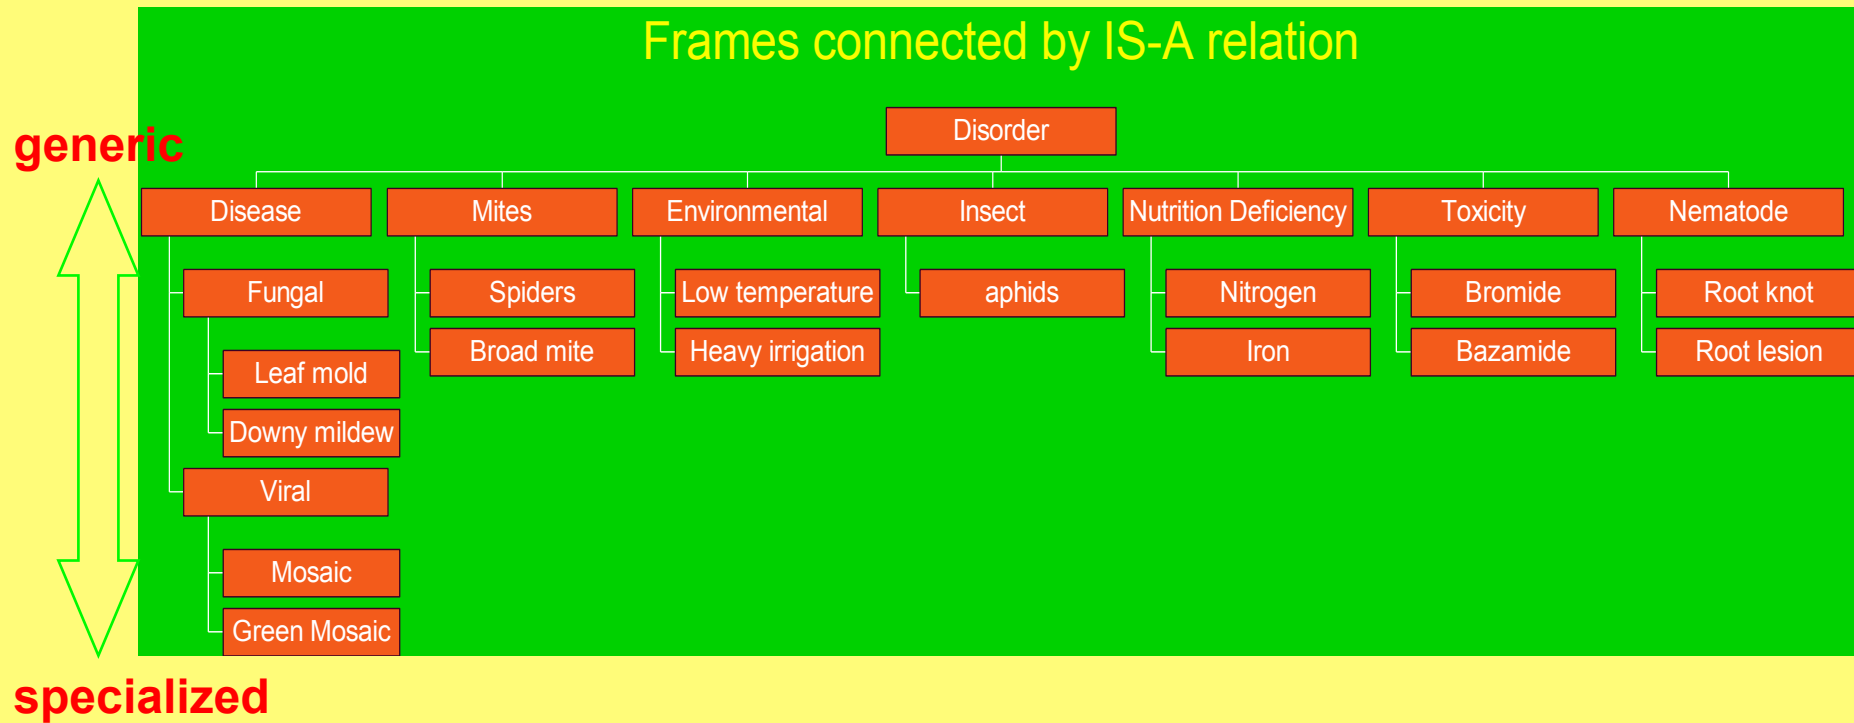 Frames connected by IS-A relation
generic
Disorder
Disease
Mites
Environmental
Insect
Nutrition Deficiency
Toxicity
Nematode
Fungal
Spiders
Low temperature
aphids
Nitrogen
Bromide
Root knot
Broad mite
Heavy irrigation
Iron
Bazamide
Root lesion
Leaf mold
Downy mildew
Viral
Mosaic
Green Mosaic
specialized